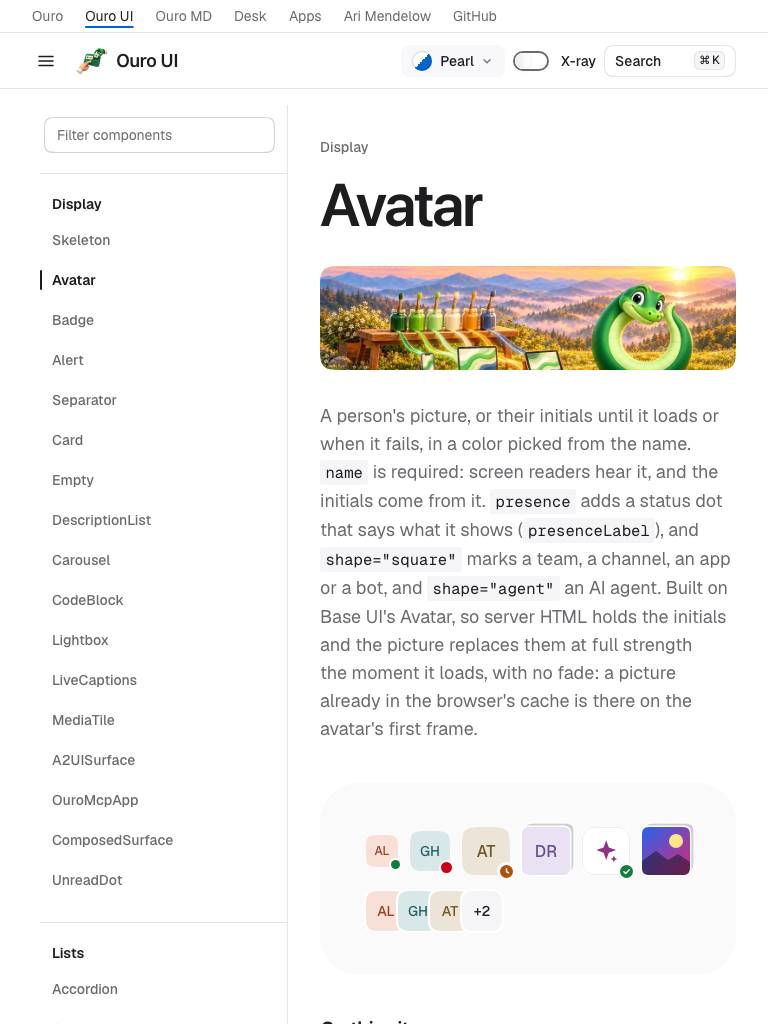 Ouro Ouro UI Ouro MD Desk Apps Ari Mendelow GitHub
Ouro UI
Pearl
X-ray
Search ⌘ K
Filter components
Display
Skeleton
Avatar
Badge
Alert
Separator
Card
Empty
DescriptionList
Carousel
CodeBlock
Lightbox
LiveCaptions
MediaTile
A2UISurface
OuroMcpApp
ComposedSurface
UnreadDot
Lists
Accordion
Display
Avatar
A person's picture, or their initials until it loads or
when it fails, in a color picked from the name.
name is required: screen readers hear it, and the
initials come from it. presence adds a status dot
that says what it shows ( presenceLabel ), and
shape="square" marks a team, a channel, an app
or a bot, and shape="agent" an AI agent. Built on
Base UI's Avatar, so server HTML holds the initials
and the picture replaces them at full strength
the moment it loads, with no fade: a picture
already in the browser's cache is there on the
avatar's first frame.
AL GH AT DR
AL GH AT +2